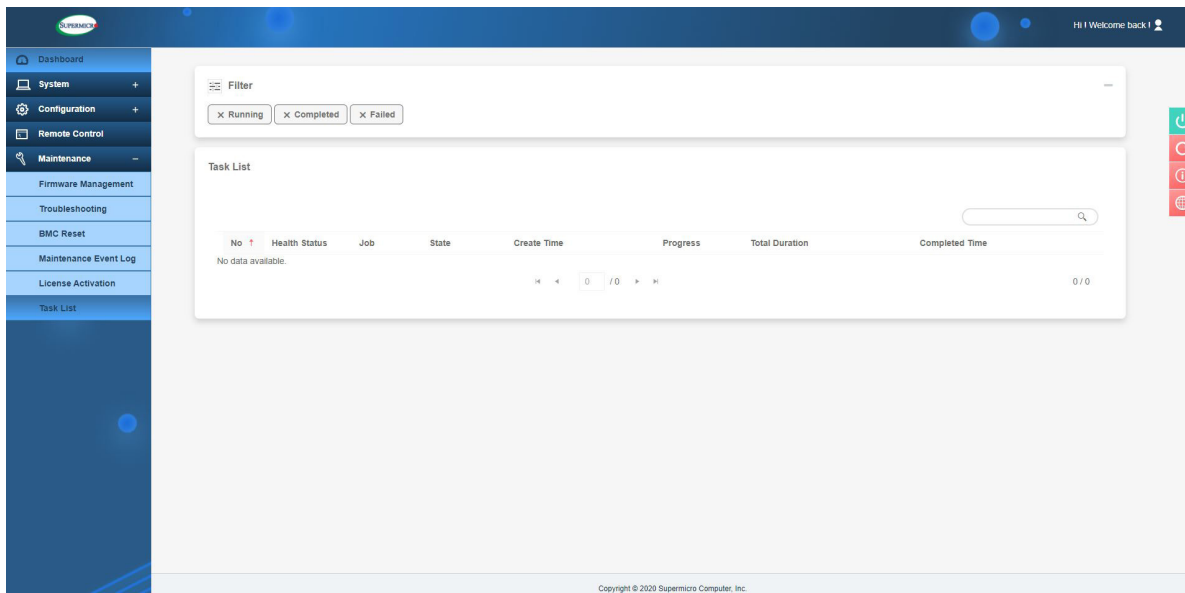 SUPERMICRO
Hi ! Welcome back !
Dashboard
System +
Configuration +
Remote Control
Maintenance −
Firmware Management
Troubleshooting
BMC Reset
Maintenance Event Log
License Activation
Task List
Filter
× Running × Completed × Failed
Task List
No Health Status Job State Create Time Progress Total Duration Completed Time
No data available.
0 / 0
0 / 0
Copyright © 2020 Supermicro Computer, Inc.